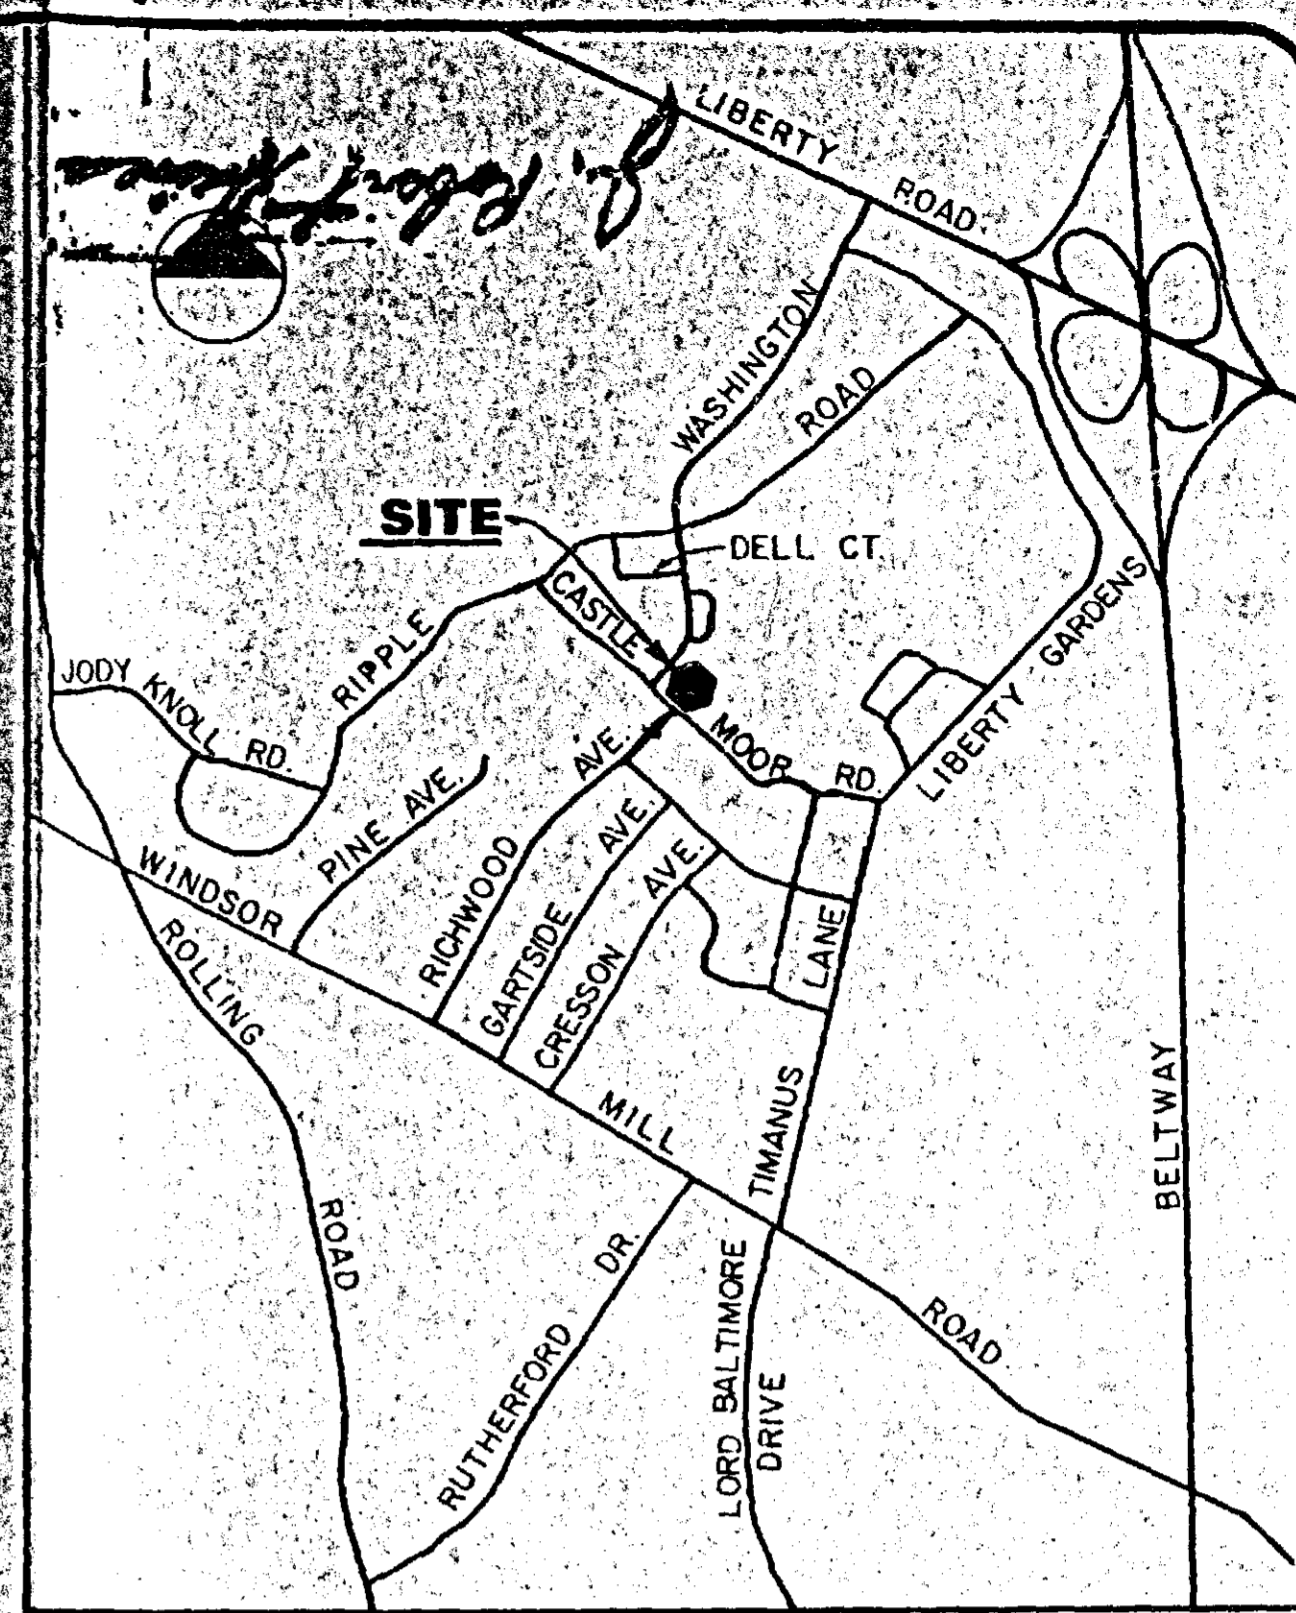 LIBERTY ROAD
WASHINGTON
ROAD
SITE
DELL CT.
CASTLE
MOOR RD.
RIPPLE
JODY KNOLL RD.
LIBERTY GARDENS
PINE AVE.
RICHWOOD AVE.
GARTSIDE AVE.
CRESSON AVE.
LANE
TIMANUS
WINDSOR
MILL
ROAD
ROLLING
ROAD
BELTWAY
RUTHERFORD DR.
LORD BALTIMORE
DRIVE